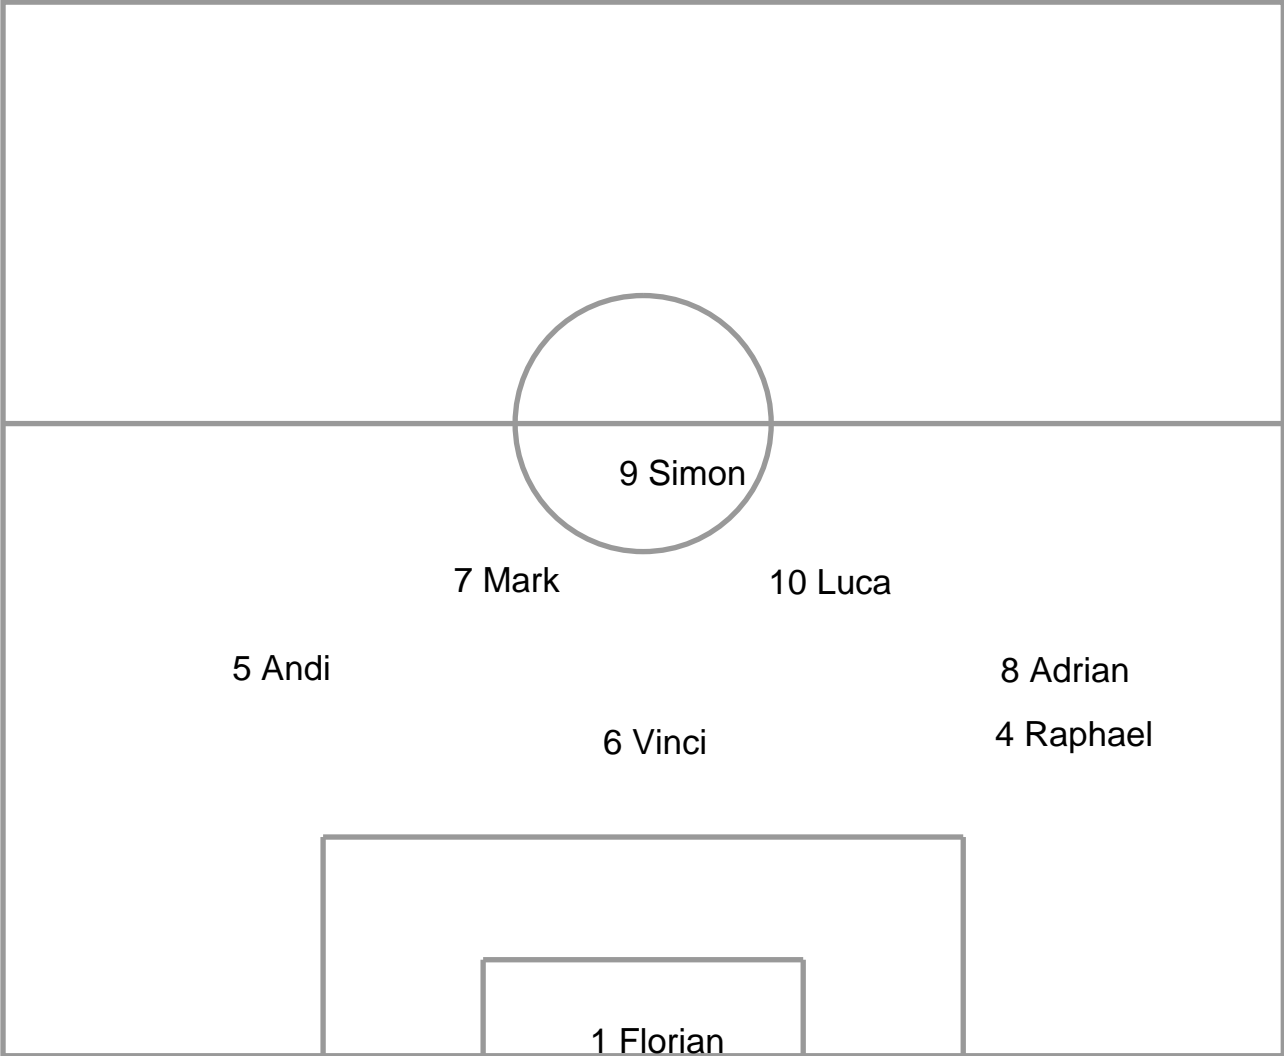 9 Simon
7 Mark
10 Luca
5 Andi
8 Adrian
6 Vinci
4 Raphael
1 Florian